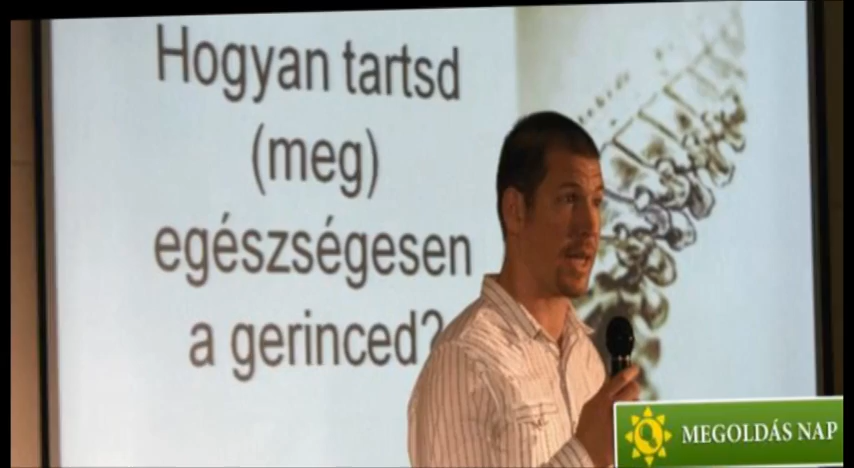 Hogyan tartsd
(meg)
egészségesen
a gerinced?
MEGOLDÁS NAP